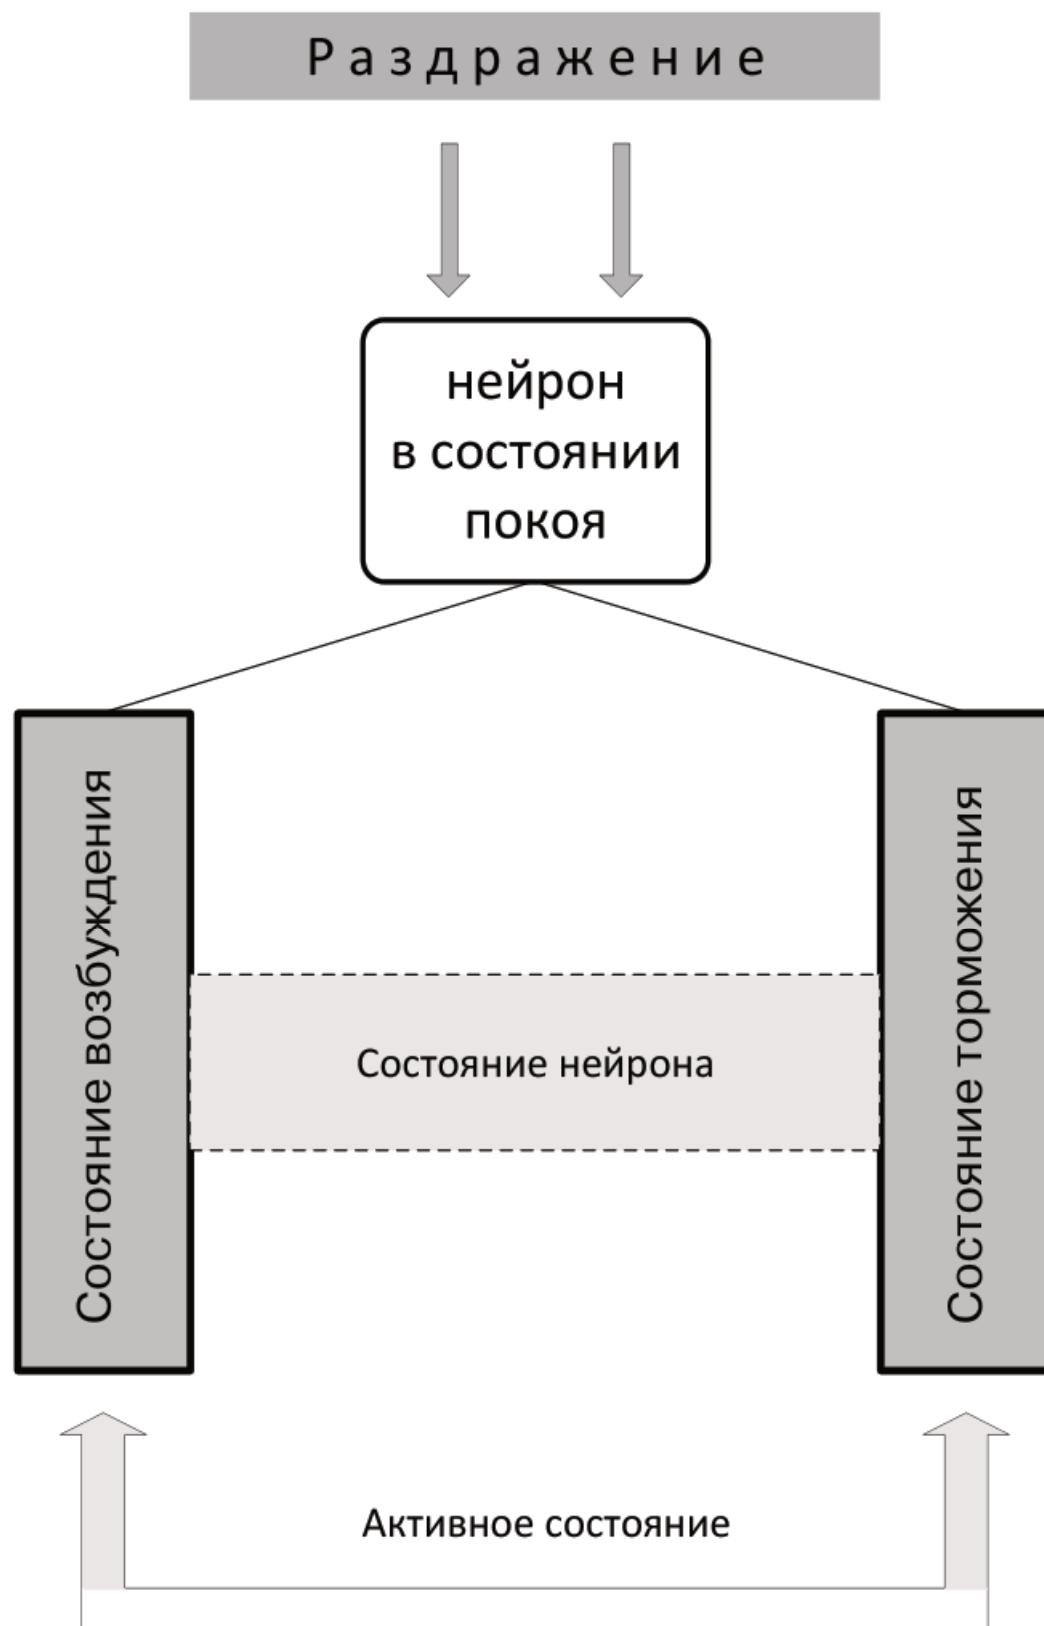 Раздражение
нейрон
в состоянии
покоя
Состояние возбуждения
Состояние торможения
Состояние нейрона
Активное состояние